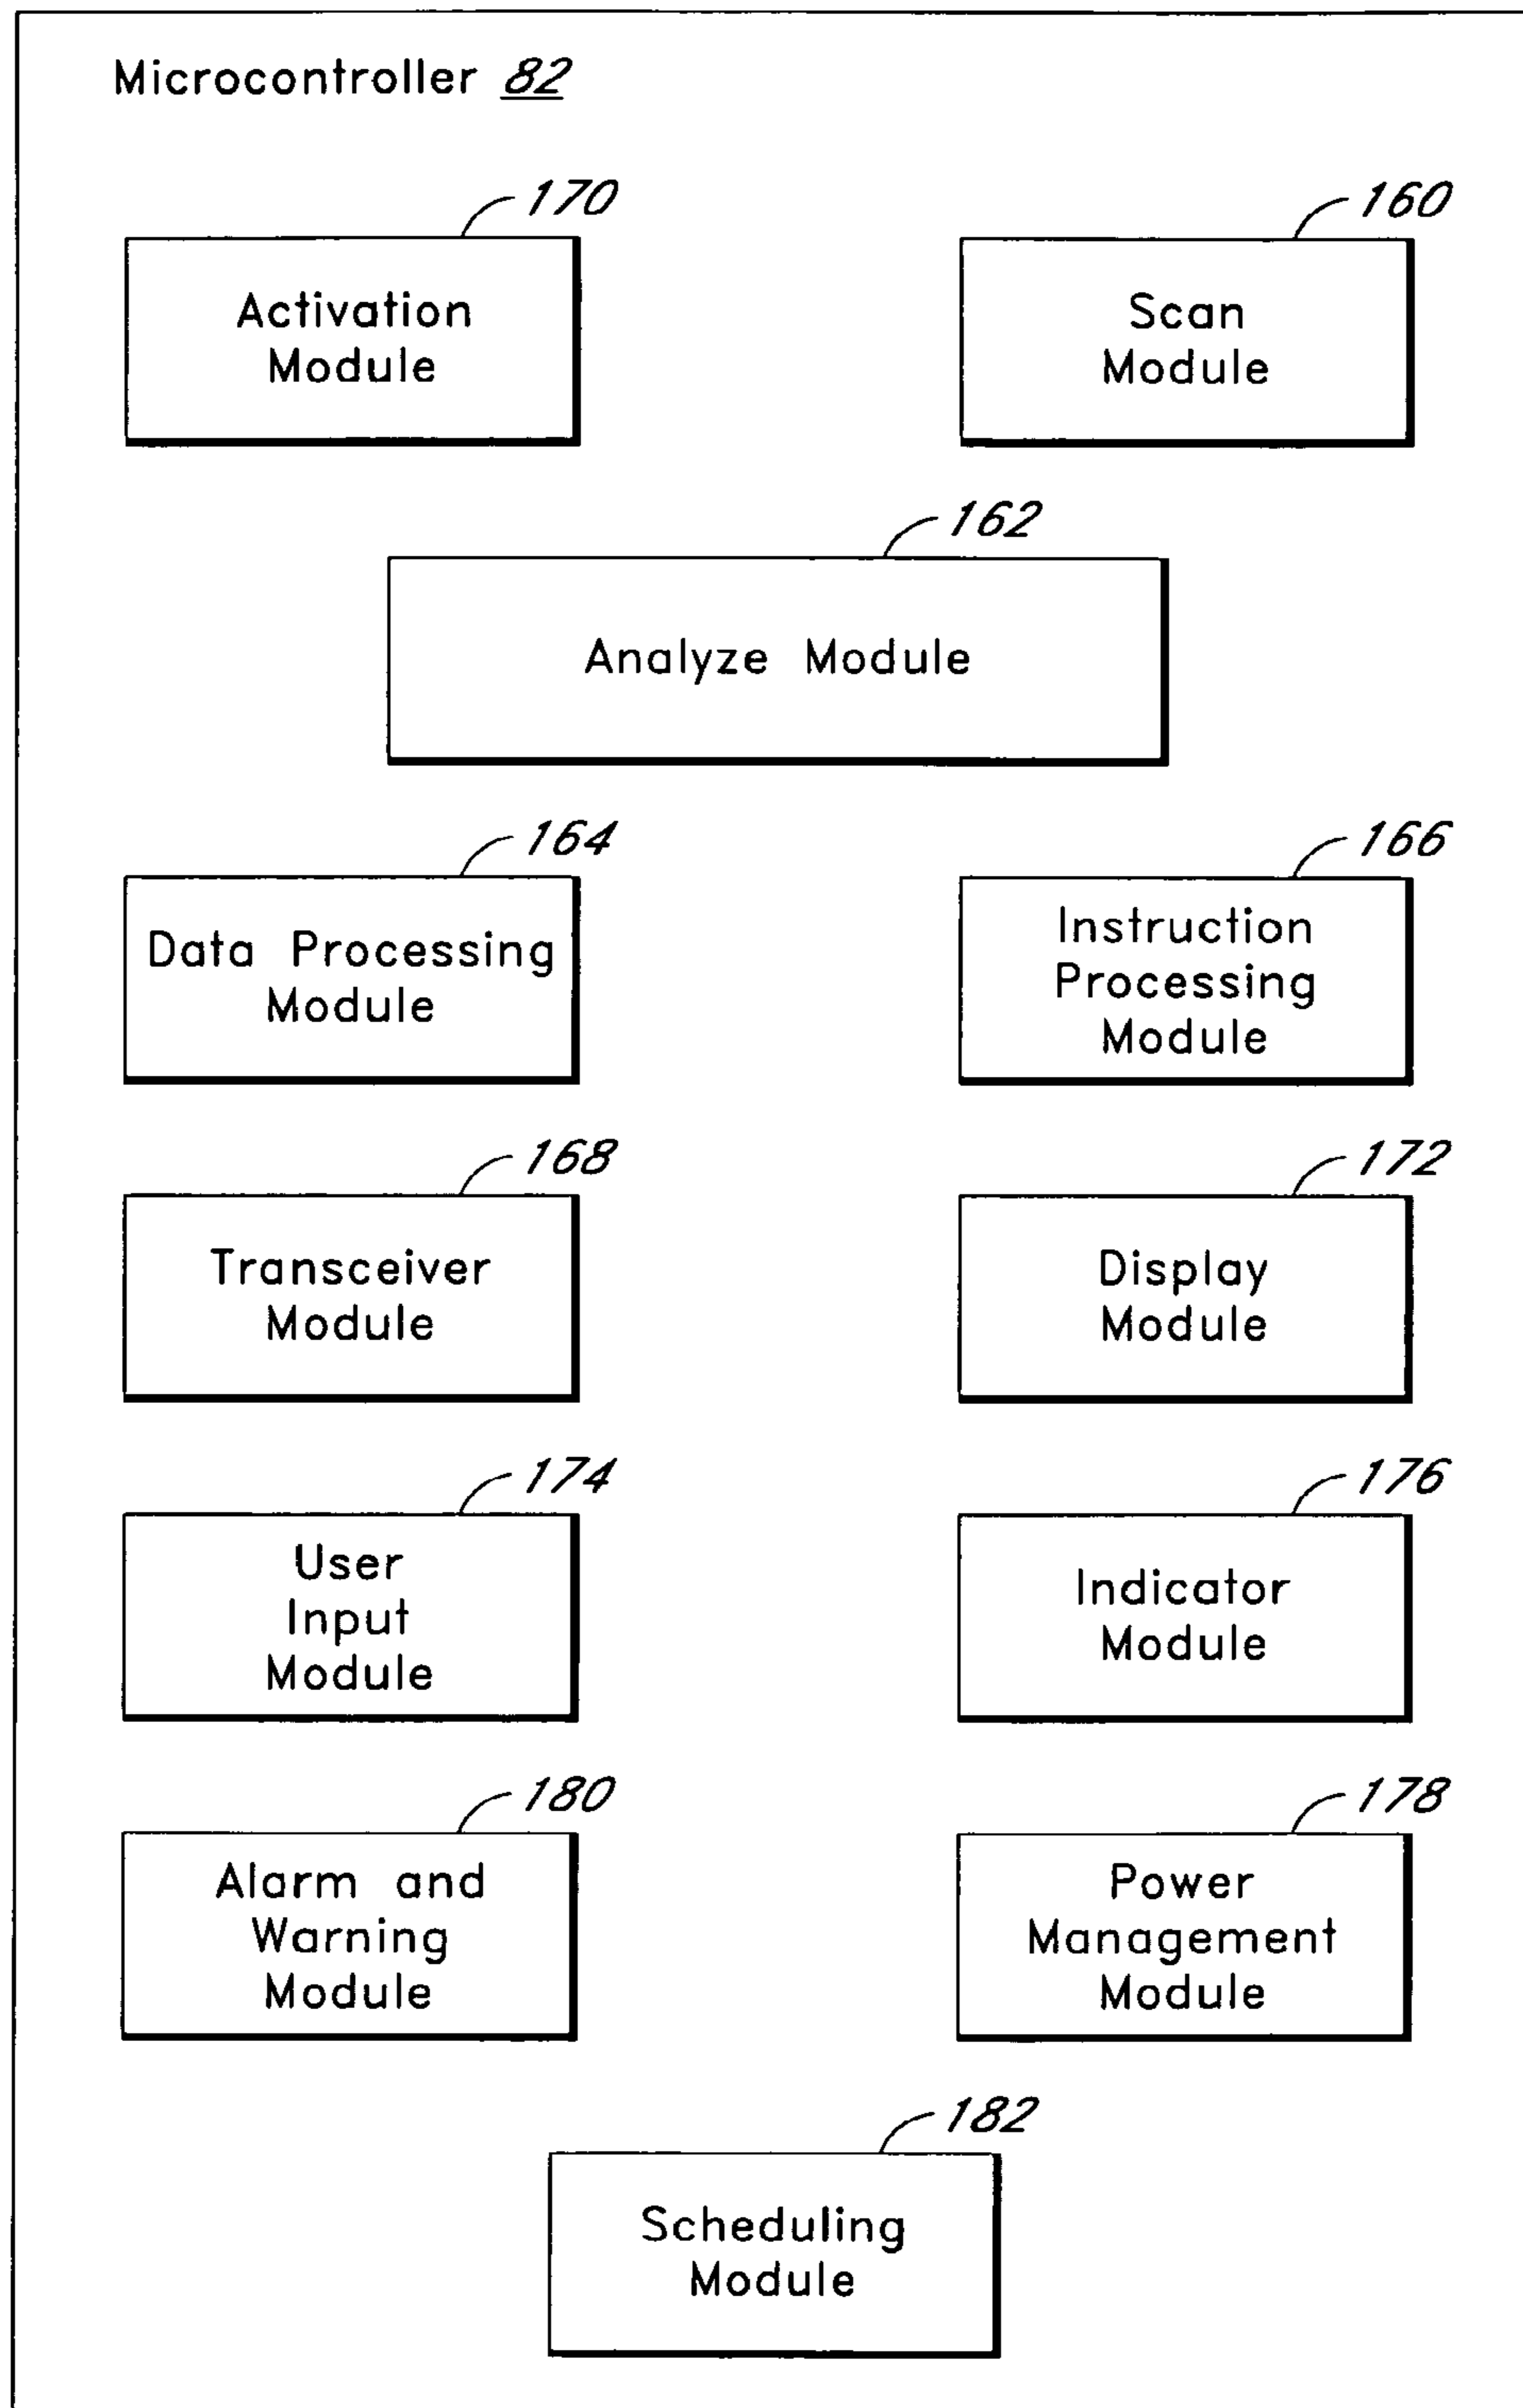 Microcontroller 82
170
160
Activation
Module
Scan
Module
162
Analyze Module
164
166
Data Processing
Module
Instruction
Processing
Module
168
172
Transceiver
Module
Display
Module
174
176
User
Input
Module
Indicator
Module
180
178
Alarm and
Warning
Module
Power
Management
Module
182
Scheduling
Module